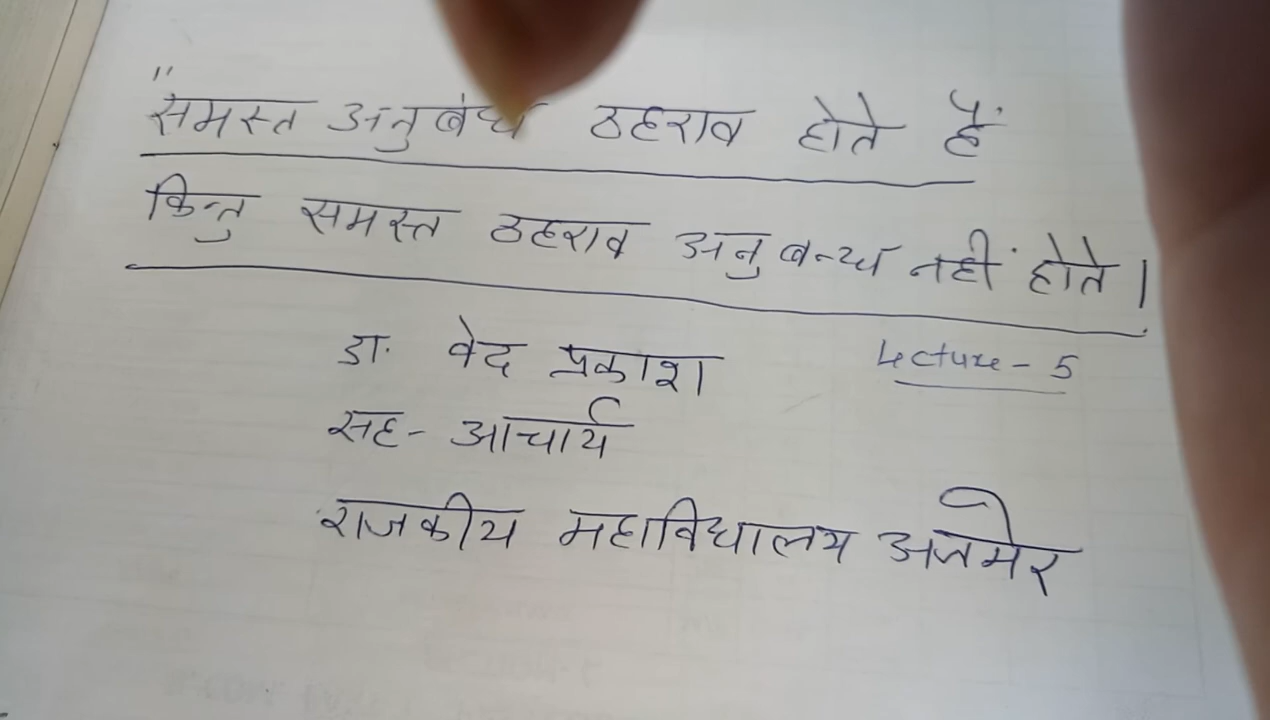 "समस्त अनुबंध ठहराव होते हैं
किन्तु समस्त ठहराव अनुबन्ध नहीं होते।
डा. वेद प्रकाश
Lecture - 5
सह - आचार्य
राजकीय महाविधालय अजमेर